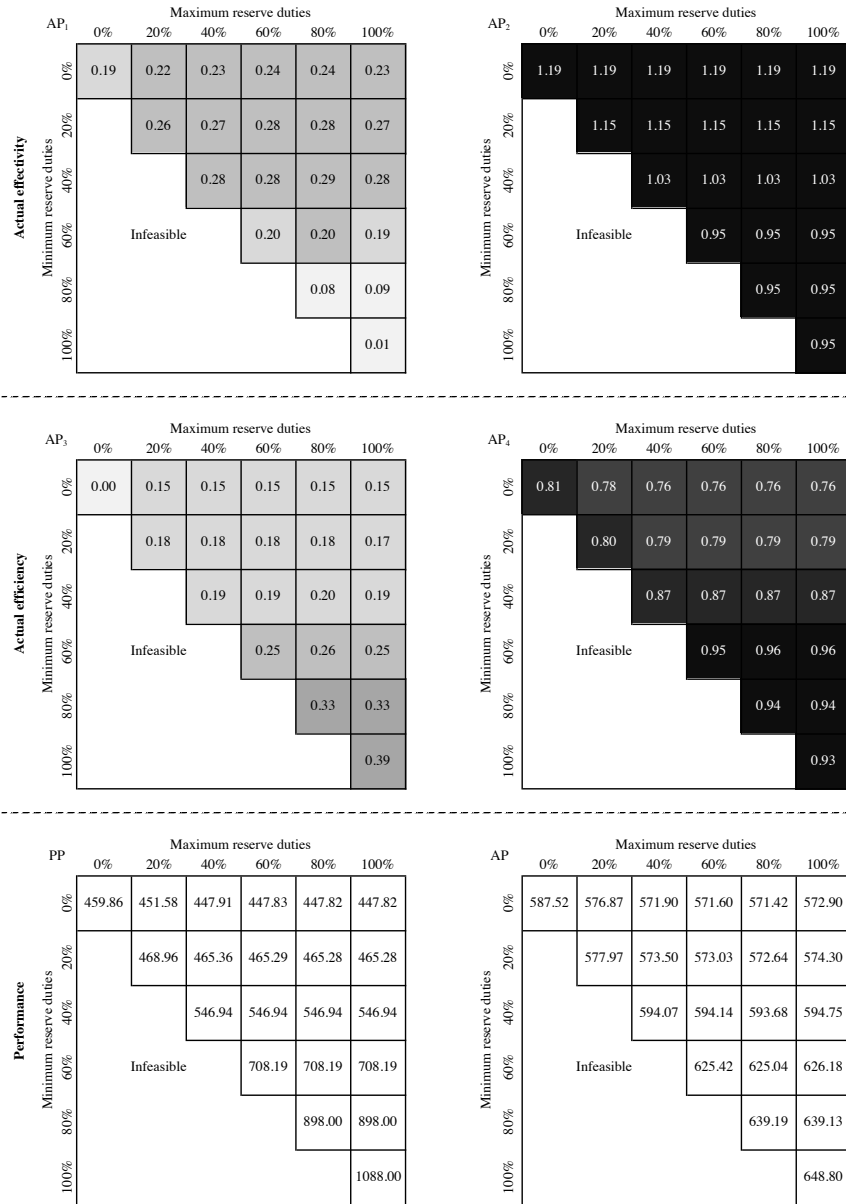 Maximum reserve duties
AP1
0% 20% 40% 60% 80% 100%
Actual effectivity
Minimum reserve duties
0% 0.19 0.22 0.23 0.24 0.24 0.23
20% 0.26 0.27 0.28 0.28 0.27
40% 0.28 0.28 0.29 0.28
60% Infeasible 0.20 0.20 0.19
80% 0.08 0.09
100% 0.01
Maximum reserve duties
AP2
0% 20% 40% 60% 80% 100%
Minimum reserve duties
0% 1.19 1.19 1.19 1.19 1.19 1.19
20% 1.15 1.15 1.15 1.15 1.15
40% 1.03 1.03 1.03 1.03
60% Infeasible 0.95 0.95 0.95
80% 0.95 0.95
100% 0.95
Maximum reserve duties
AP3
0% 20% 40% 60% 80% 100%
Actual efficiency
Minimum reserve duties
0% 0.00 0.15 0.15 0.15 0.15 0.15
20% 0.18 0.18 0.18 0.18 0.17
40% 0.19 0.19 0.20 0.19
60% Infeasible 0.25 0.26 0.25
80% 0.33 0.33
100% 0.39
Maximum reserve duties
AP4
0% 20% 40% 60% 80% 100%
Minimum reserve duties
0% 0.81 0.78 0.76 0.76 0.76 0.76
20% 0.80 0.79 0.79 0.79 0.79
40% 0.87 0.87 0.87 0.87
60% Infeasible 0.95 0.96 0.96
80% 0.94 0.94
100% 0.93
Maximum reserve duties
PP
0% 20% 40% 60% 80% 100%
Performance
Minimum reserve duties
0% 459.86 451.58 447.91 447.83 447.82 447.82
20% 468.96 465.36 465.29 465.28 465.28
40% 546.94 546.94 546.94 546.94
60% Infeasible 708.19 708.19 708.19
80% 898.00 898.00
100% 1088.00
Maximum reserve duties
AP
0% 20% 40% 60% 80% 100%
Minimum reserve duties
0% 587.52 576.87 571.90 571.60 571.42 572.90
20% 577.97 573.50 573.03 572.64 574.30
40% 594.07 594.14 593.68 594.75
60% Infeasible 625.42 625.04 626.18
80% 639.19 639.13
100% 648.80